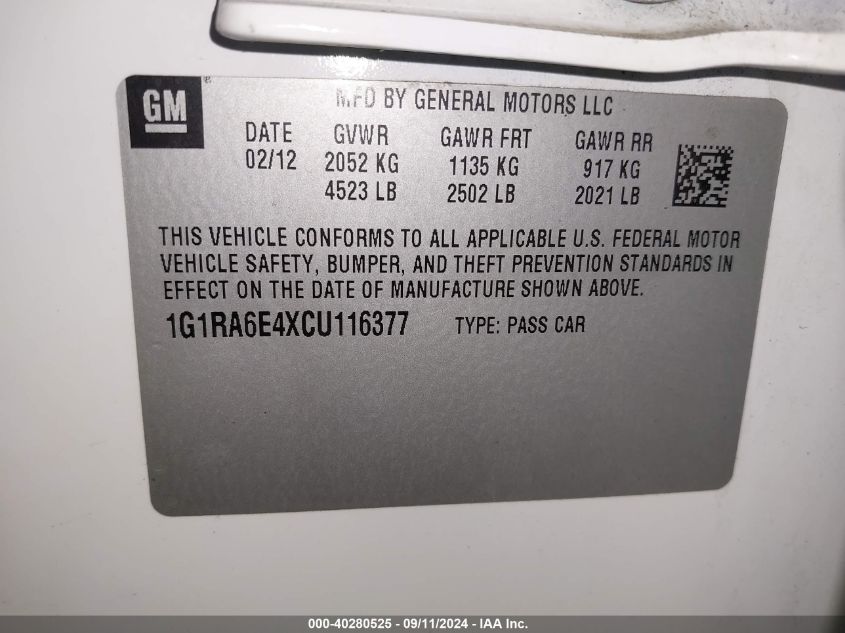 GM
MFD BY GENERAL MOTORS LLC
DATE GVWR GAWR FRT GAWR RR
02/12 2052 KG 1135 KG 917 KG
4523 LB 2502 LB 2021 LB
THIS VEHICLE CONFORMS TO ALL APPLICABLE U.S. FEDERAL MOTOR
VEHICLE SAFETY, BUMPER, AND THEFT PREVENTION STANDARDS IN
EFFECT ON THE DATE OF MANUFACTURE SHOWN ABOVE.
1G1RA6E4XCU116377 TYPE: PASS CAR
000-40280525 - 09/11/2024 - IAA Inc.